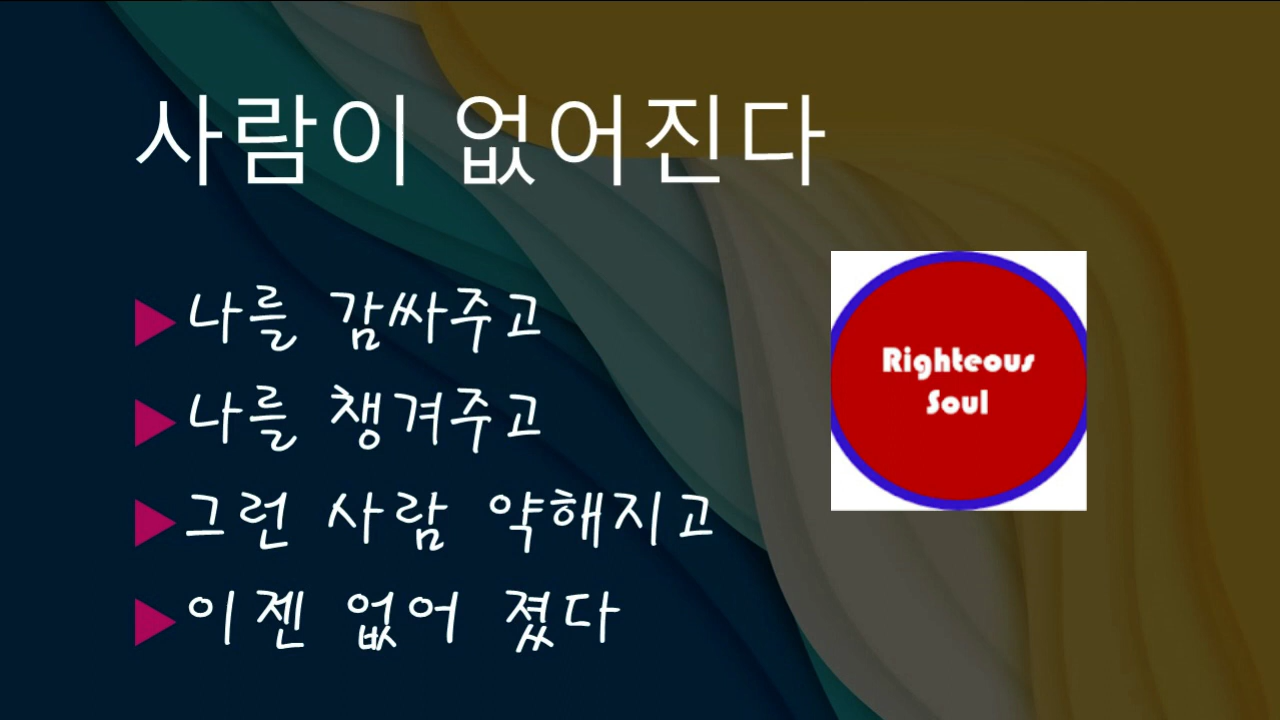 사람이 없어진다
나를 감싸주고
나를 챙겨주고
그런 사람 약해지고
이젠 없어 졌다
Righteous
Soul